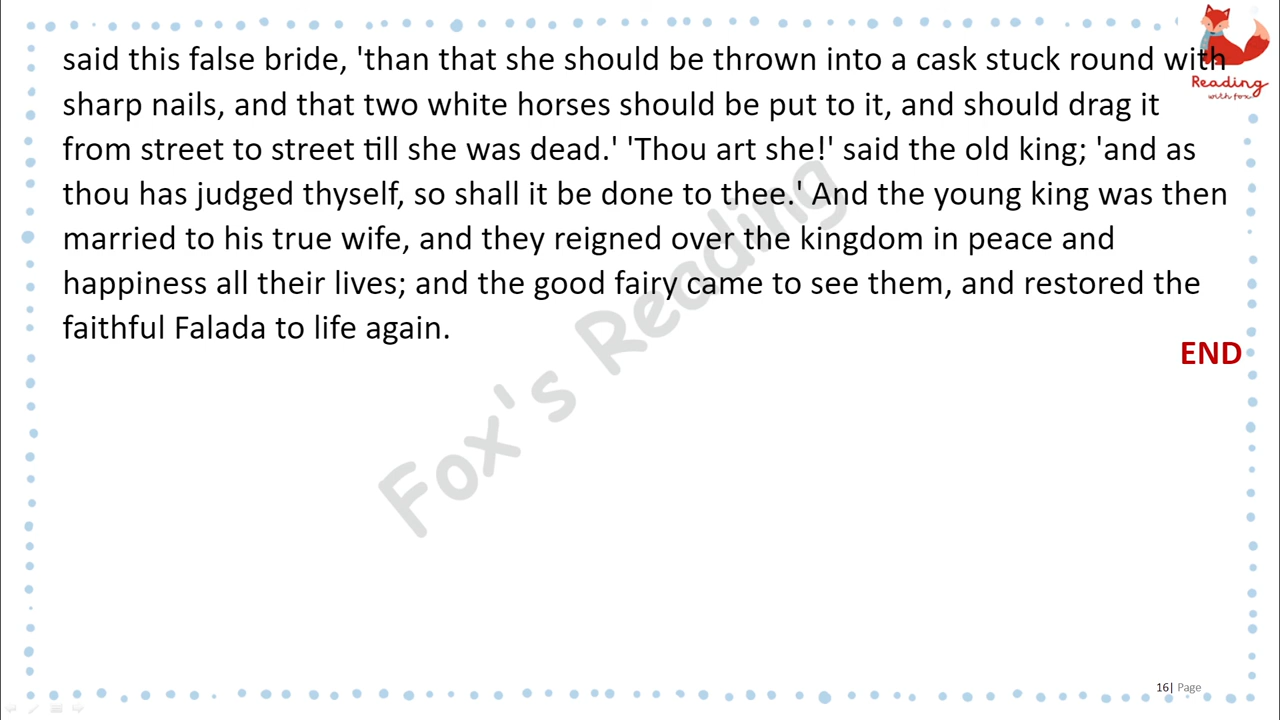 said this false bride, 'than that she should be thrown into a cask stuck round with
sharp nails, and that two white horses should be put to it, and should drag it
from street to street till she was dead.' 'Thou art she!' said the old king; 'and as
thou has judged thyself, so shall it be done to thee.' And the young king was then
married to his true wife, and they reigned over the kingdom in peace and
happiness all their lives; and the good fairy came to see them, and restored the
faithful Falada to life again.
END
Reading
with fox
Fox's Reading
16| Page